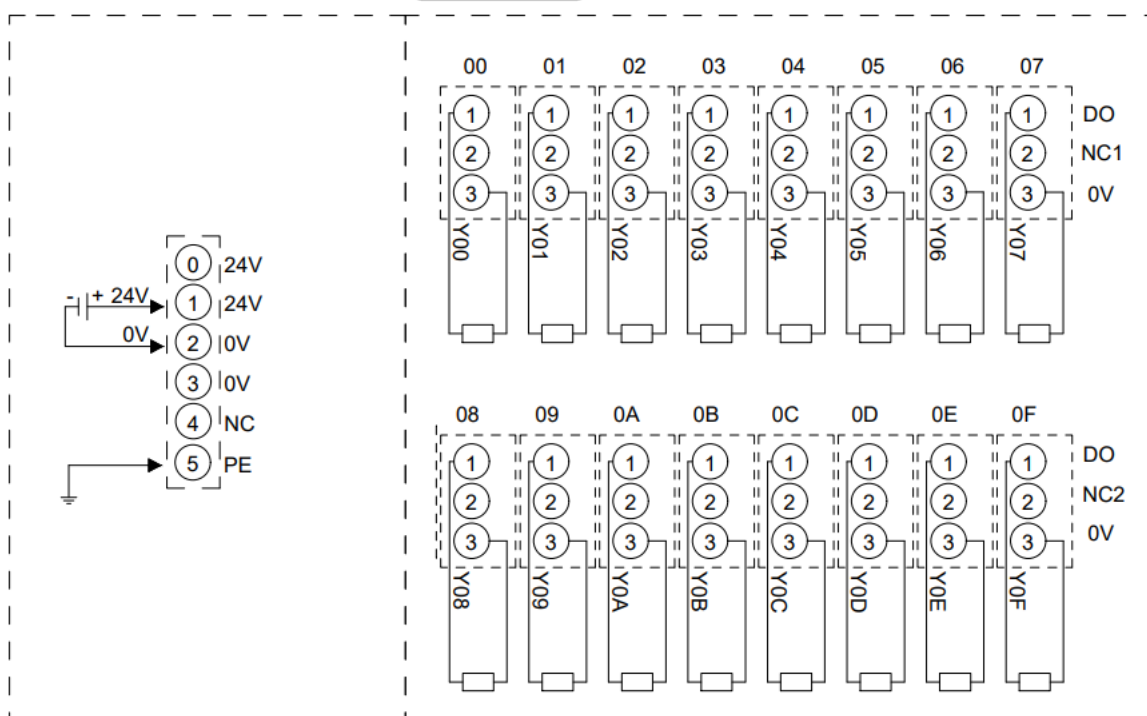 00 01 02 03 04 05 06 07
1 1 1 1 1 1 1 1 DO
2 2 2 2 2 2 2 2 NC1
3 3 3 3 3 3 3 3 0V
Y00 Y01 Y02 Y03 Y04 Y05 Y06 Y07
0 24V
- + 24V 1 24V
0V 2 0V
3 0V
4 NC
5 PE
08 09 0A 0B 0C 0D 0E 0F
1 1 1 1 1 1 1 1 DO
2 2 2 2 2 2 2 2 NC2
3 3 3 3 3 3 3 3 0V
Y08 Y09 Y0A Y0B Y0C Y0D Y0E Y0F